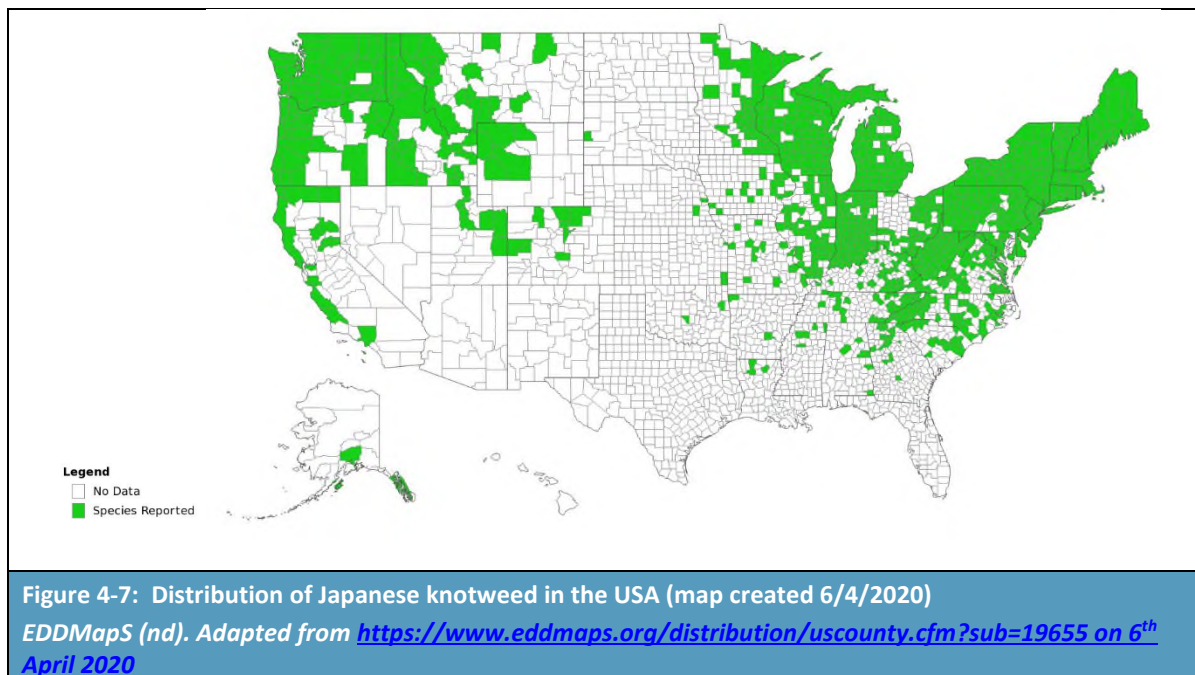 Legend
No Data
Species Reported
Figure 4-7: Distribution of Japanese knotweed in the USA (map created 6/4/2020)
EDDMapS (nd). Adapted from https://www.eddmaps.org/distribution/uscounty.cfm?sub=19655 on 6th
April 2020